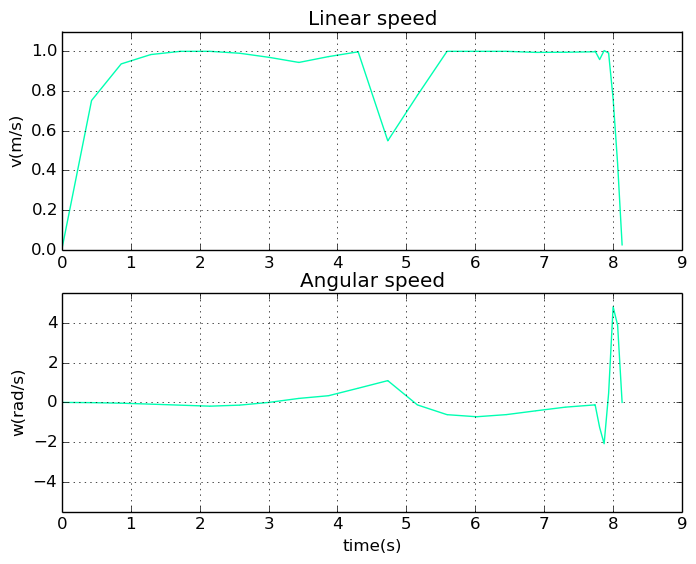 Linear speed
1.0
0.8
0.6
0.4
0.2
0.0
v(m/s)
0 1 2 3 4 5 6 7 8 9
Angular speed
4
2
0
−2
−4
w(rad/s)
0 1 2 3 4 5 6 7 8 9
time(s)